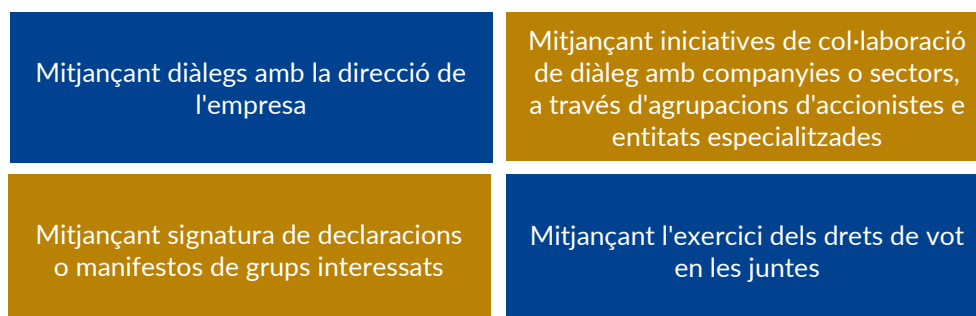 Mitjançant diàlegs amb la direcció de
l'empresa
Mitjançant iniciatives de col·laboració
de diàleg amb companyies o sectors,
a través d'agrupacions d'accionistes e
entitats especialitzades
Mitjançant signatura de declaracions
o manifestos de grups interessats
Mitjançant l'exercici dels drets de vot
en les juntes